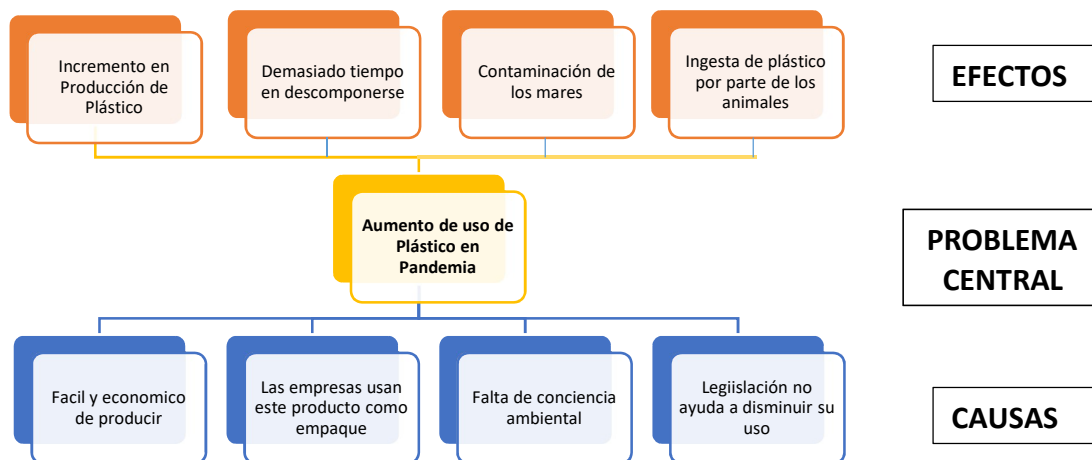 Incremento en
Producción de
Plástico
Demasiado tiempo
en descomponerse
Contaminación de
los mares
Ingesta de plástico
por parte de los
animales
EFECTOS
Aumento de uso de
Plástico en
Pandemia
PROBLEMA
CENTRAL
Facil y economico
de producir
Las empresas usan
este producto como
empaque
Falta de conciencia
ambiental
Legiislación no
ayuda a disminuir su
uso
CAUSAS